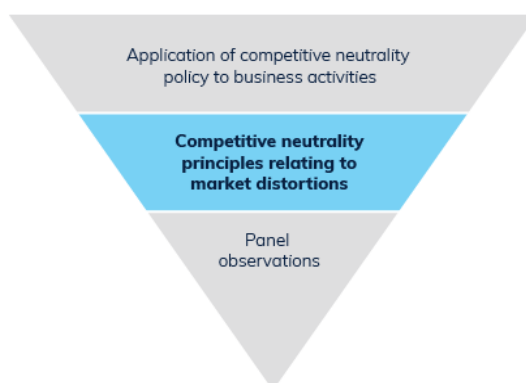 Application of competitive neutrality
policy to business activities
Competitive neutrality
principles relating to
market distortions
Panel
observations